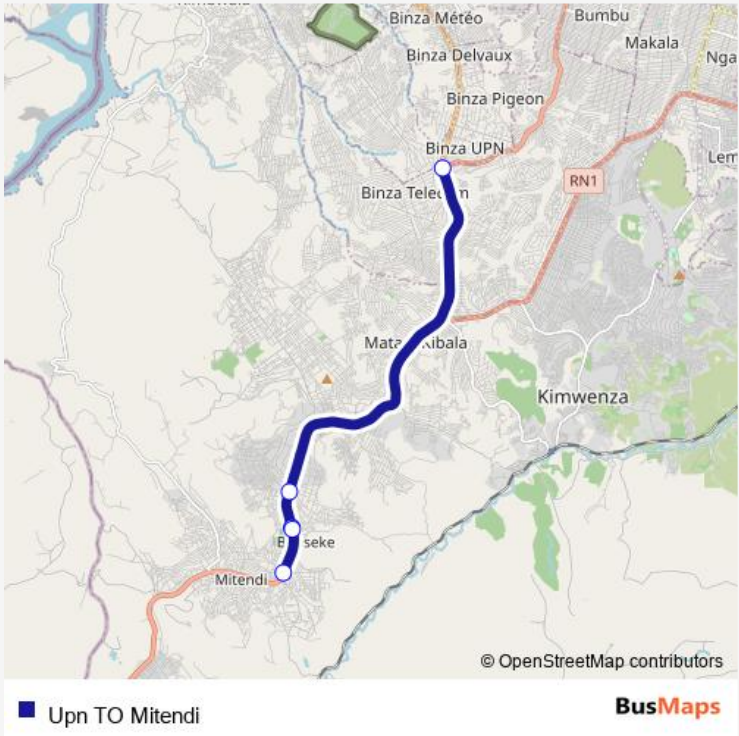 Binza Météo
Bumbu
Makala
Binza Delvaux
Binza Pigeon
Binza UPN
RN1
Kimwenza
Mitendi
© OpenStreetMap contributors
Upn TO Mitendi
BusMaps